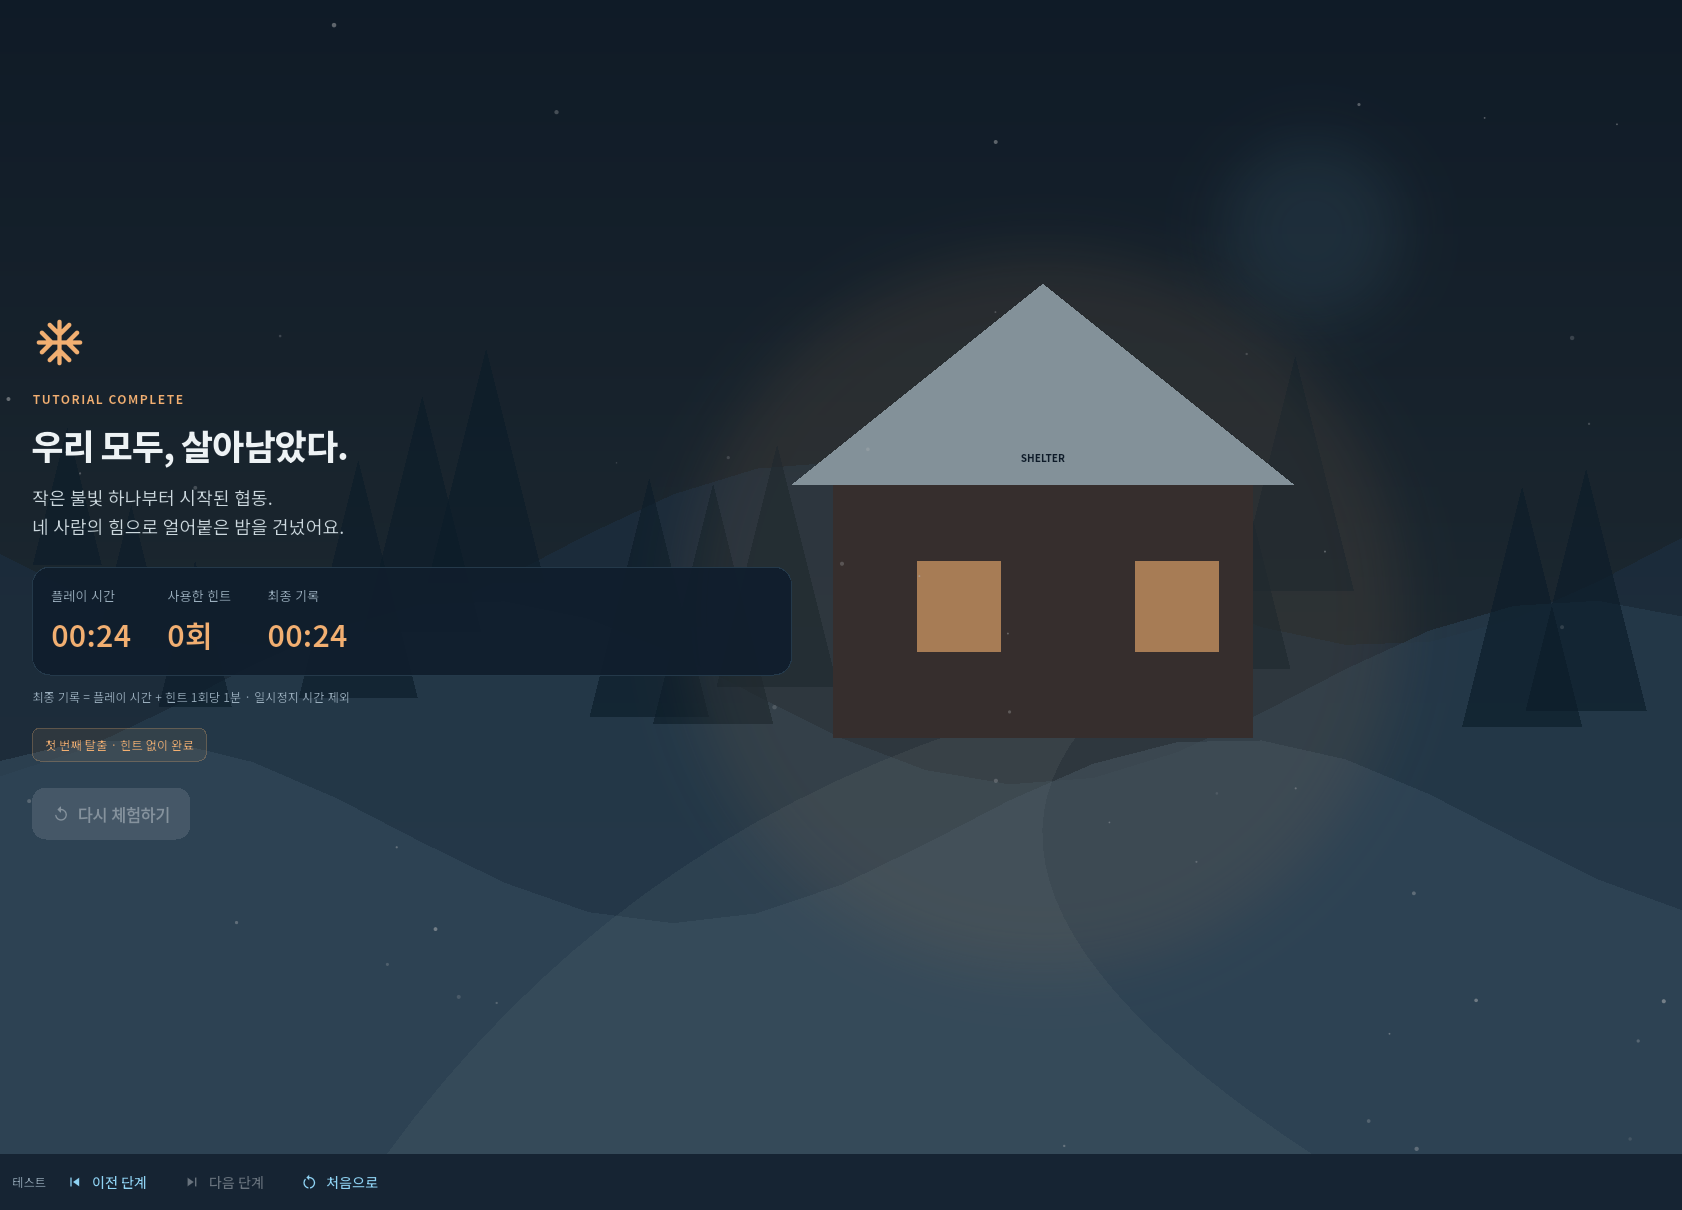 TUTORIAL COMPLETE
우리 모두, 살아남았다.
작은 불빛 하나부터 시작된 협동.
네 사람의 힘으로 얼어붙은 밤을 건넜어요.
플레이 시간 사용한 힌트 최종 기록
00:24 0회 00:24
최종 기록 = 플레이 시간 + 힌트 1회당 1분 · 일시정지 시간 제외
첫 번째 탈출 · 힌트 없이 완료
다시 체험하기
SHELTER
테스트 이전 단계 다음 단계 처음으로